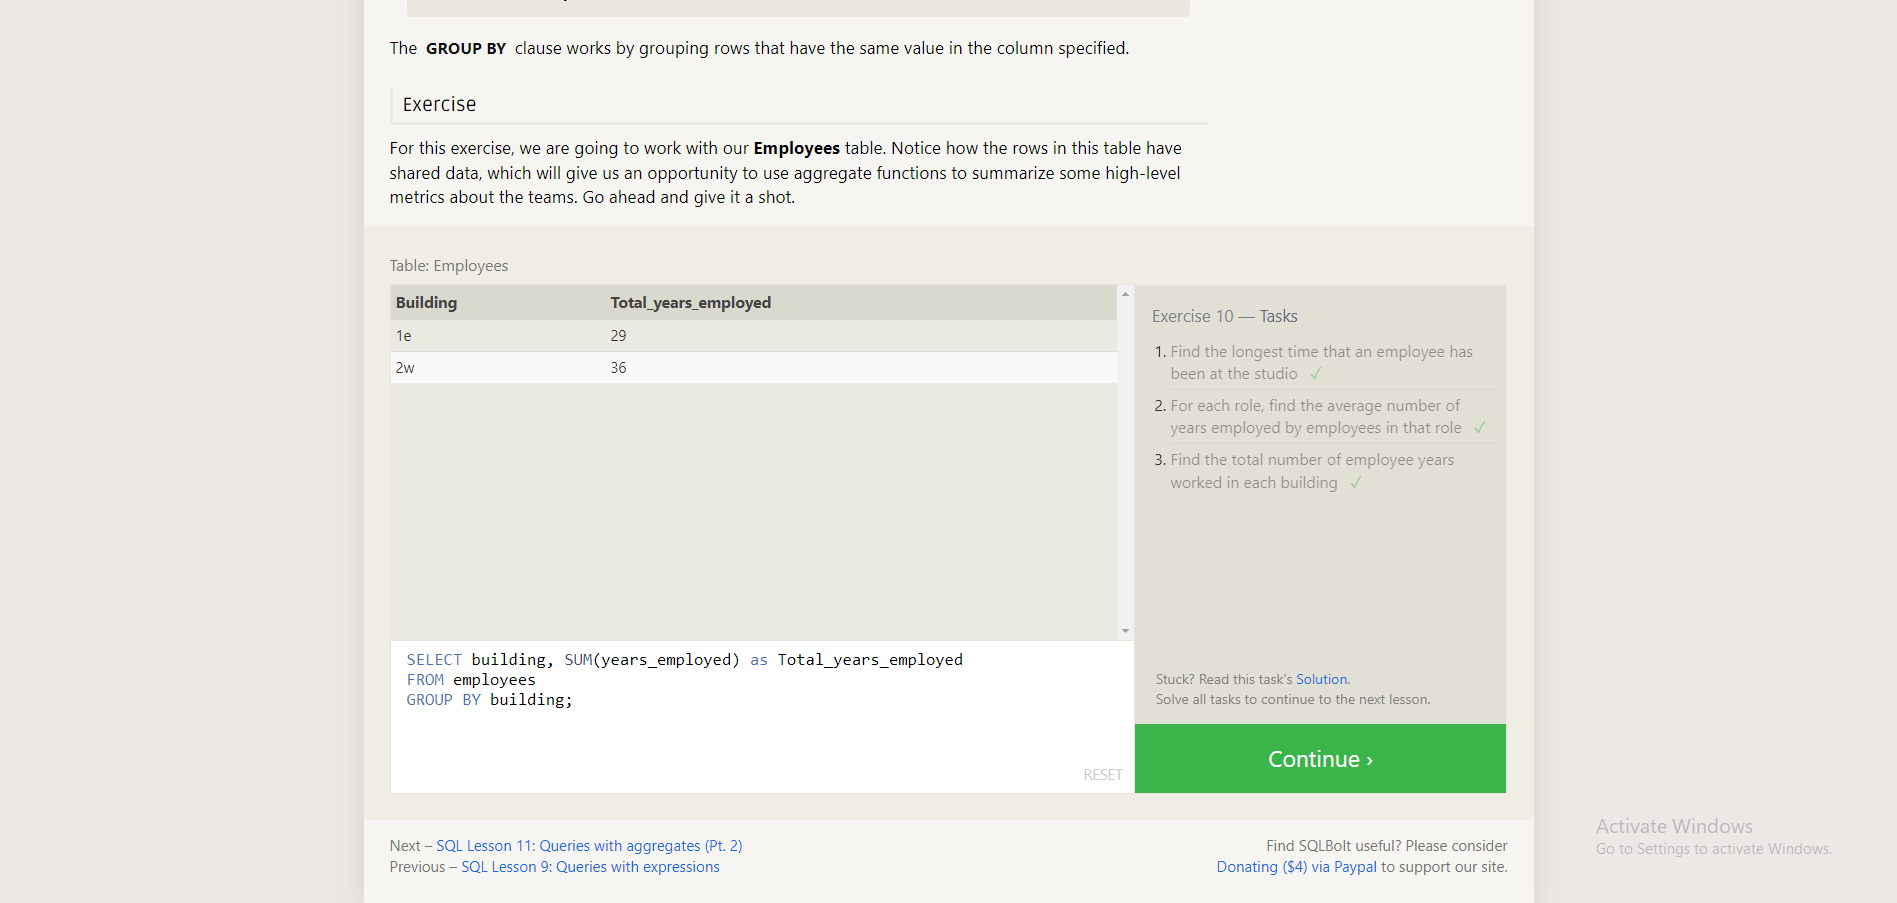 The GROUP BY clause works by grouping rows that have the same value in the column specified.
Exercise
For this exercise, we are going to work with our Employees table. Notice how the rows in this table have
shared data, which will give us an opportunity to use aggregate functions to summarize some high-level
metrics about the teams. Go ahead and give it a shot.
Table: Employees
Building Total_years_employed
1e 29
2w 36
SELECT building, SUM(years_employed) as Total_years_employed
FROM employees
GROUP BY building;
RESET
Exercise 10 — Tasks
1. Find the longest time that an employee has
been at the studio ✓
2. For each role, find the average number of
years employed by employees in that role ✓
3. Find the total number of employee years
worked in each building ✓
Stuck? Read this task's Solution.
Solve all tasks to continue to the next lesson.
Continue ›
Next – SQL Lesson 11: Queries with aggregates (Pt. 2)
Previous – SQL Lesson 9: Queries with expressions
Find SQLBolt useful? Please consider
Donating ($4) via Paypal to support our site.
Activate Windows
Go to Settings to activate Windows.